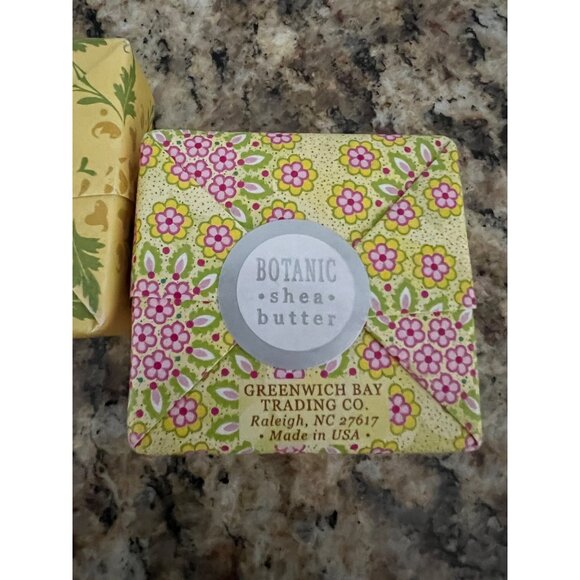 BOTANIC
• shea •
butter
GREENWICH BAY
TRADING CO.
Raleigh, NC 27617
• Made in USA •